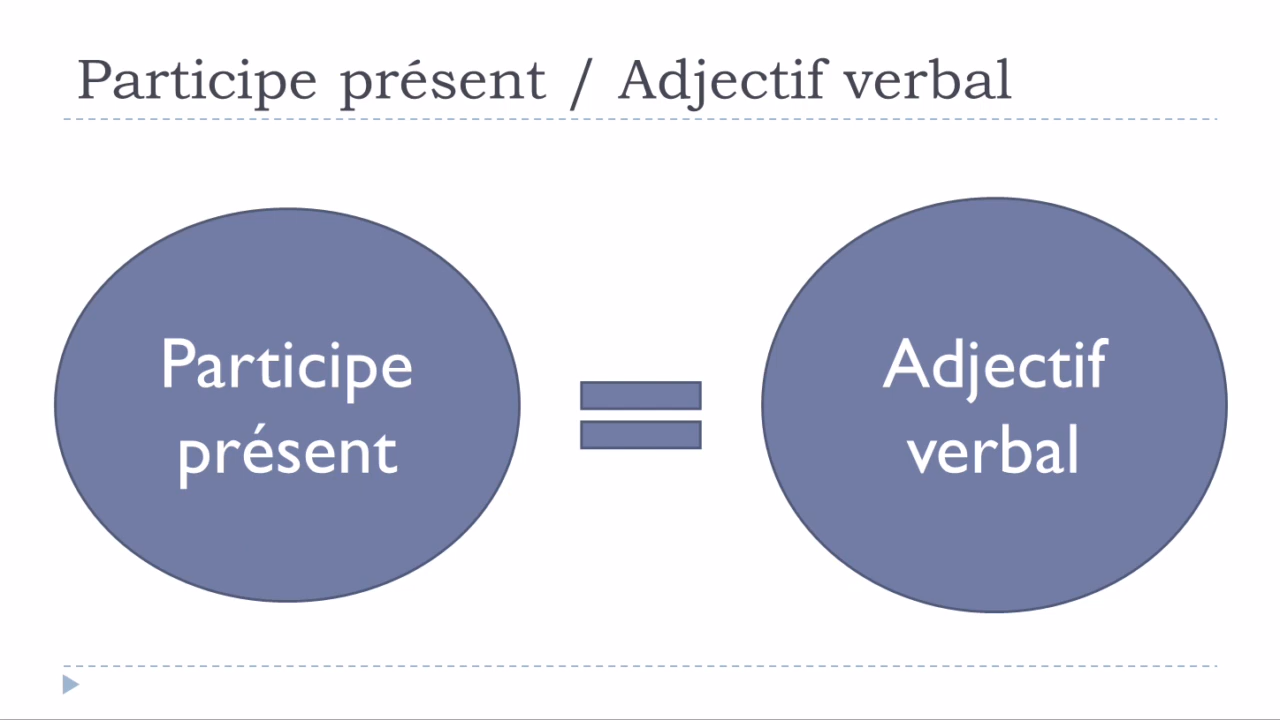 Participe présent / Adjectif verbal
Participe
présent
Adjectif
verbal